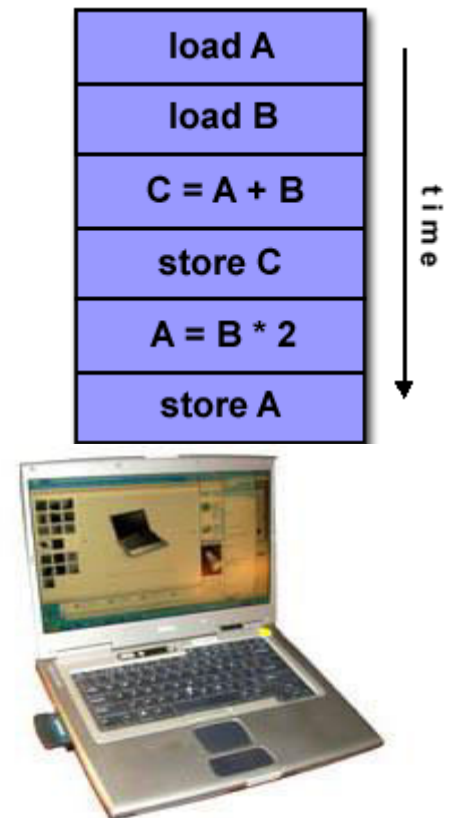 load A
load B
C = A + B
store C
A = B * 2
store A
time